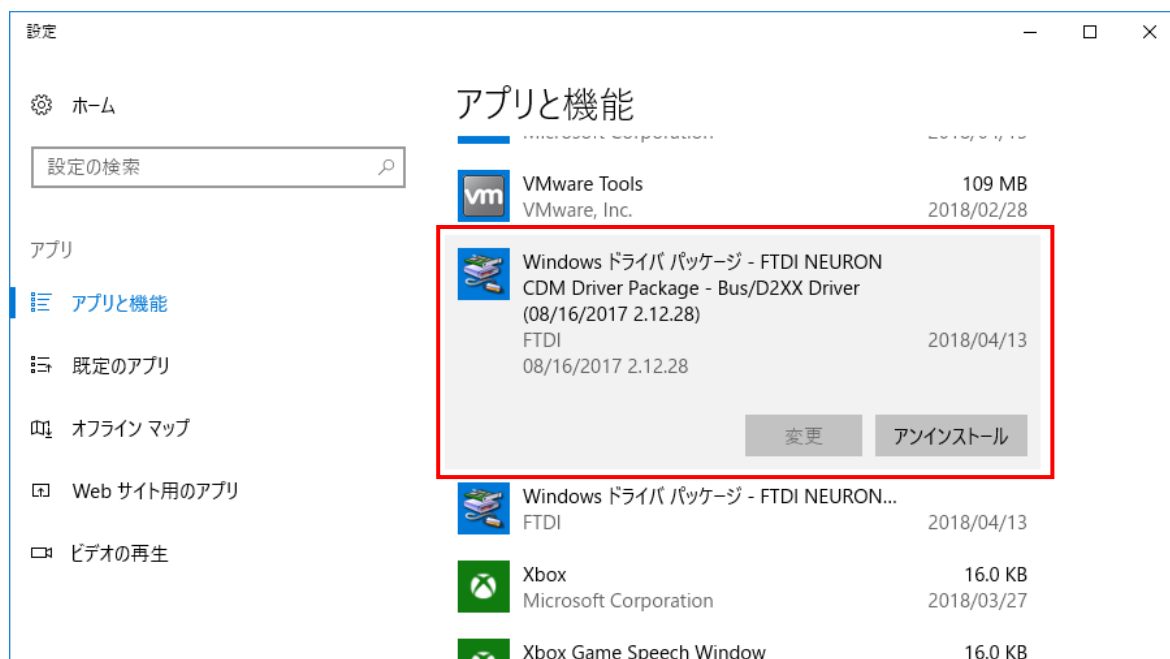 設定
ホーム
設定の検索
アプリ
アプリと機能
既定のアプリ
オフライン マップ
Web サイト用のアプリ
ビデオの再生
アプリと機能
Microsoft Corporation 2018/04/13
vm
VMware Tools 109 MB
VMware, Inc. 2018/02/28
Windows ドライバ パッケージ - FTDI NEURON
CDM Driver Package - Bus/D2XX Driver
(08/16/2017 2.12.28)
FTDI 2018/04/13
08/16/2017 2.12.28
変更 アンインストール
Windows ドライバ パッケージ - FTDI NEURON...
FTDI 2018/04/13
Xbox 16.0 KB
Microsoft Corporation 2018/03/27
Xbox Game Speech Window 16.0 KB